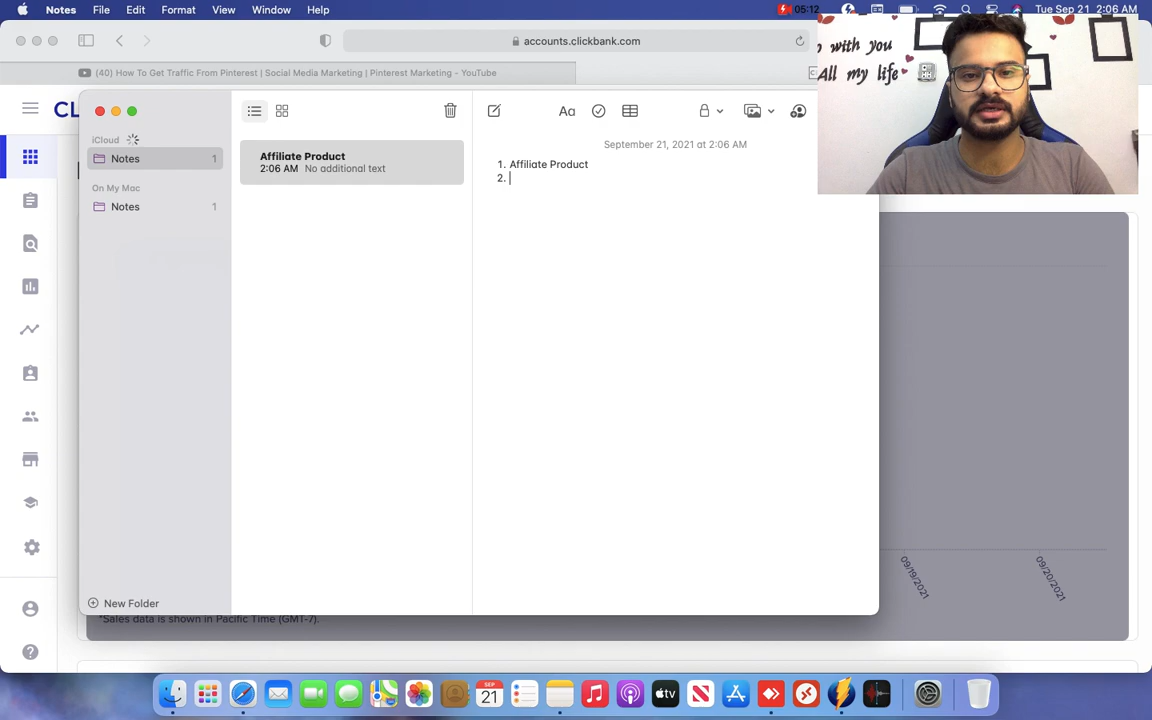 Notes File Edit Format View Window Help 05:12 Tue Sep 21 2:06 AM
accounts.clickbank.com
(40) How To Get Traffic From Pinterest | Social Media Marketing | Pinterest Marketing - YouTube
with you
All my life
CL
iCloud
Notes 1
On My Mac
Notes 1
New Folder
Affiliate Product
2:06 AM No additional text
Aa
September 21, 2021 at 2:06 AM
1. Affiliate Product
2.
09/19/2021
09/20/2021
*Sales data is shown in Pacific Time (GMT-7).
SEP
21
tv